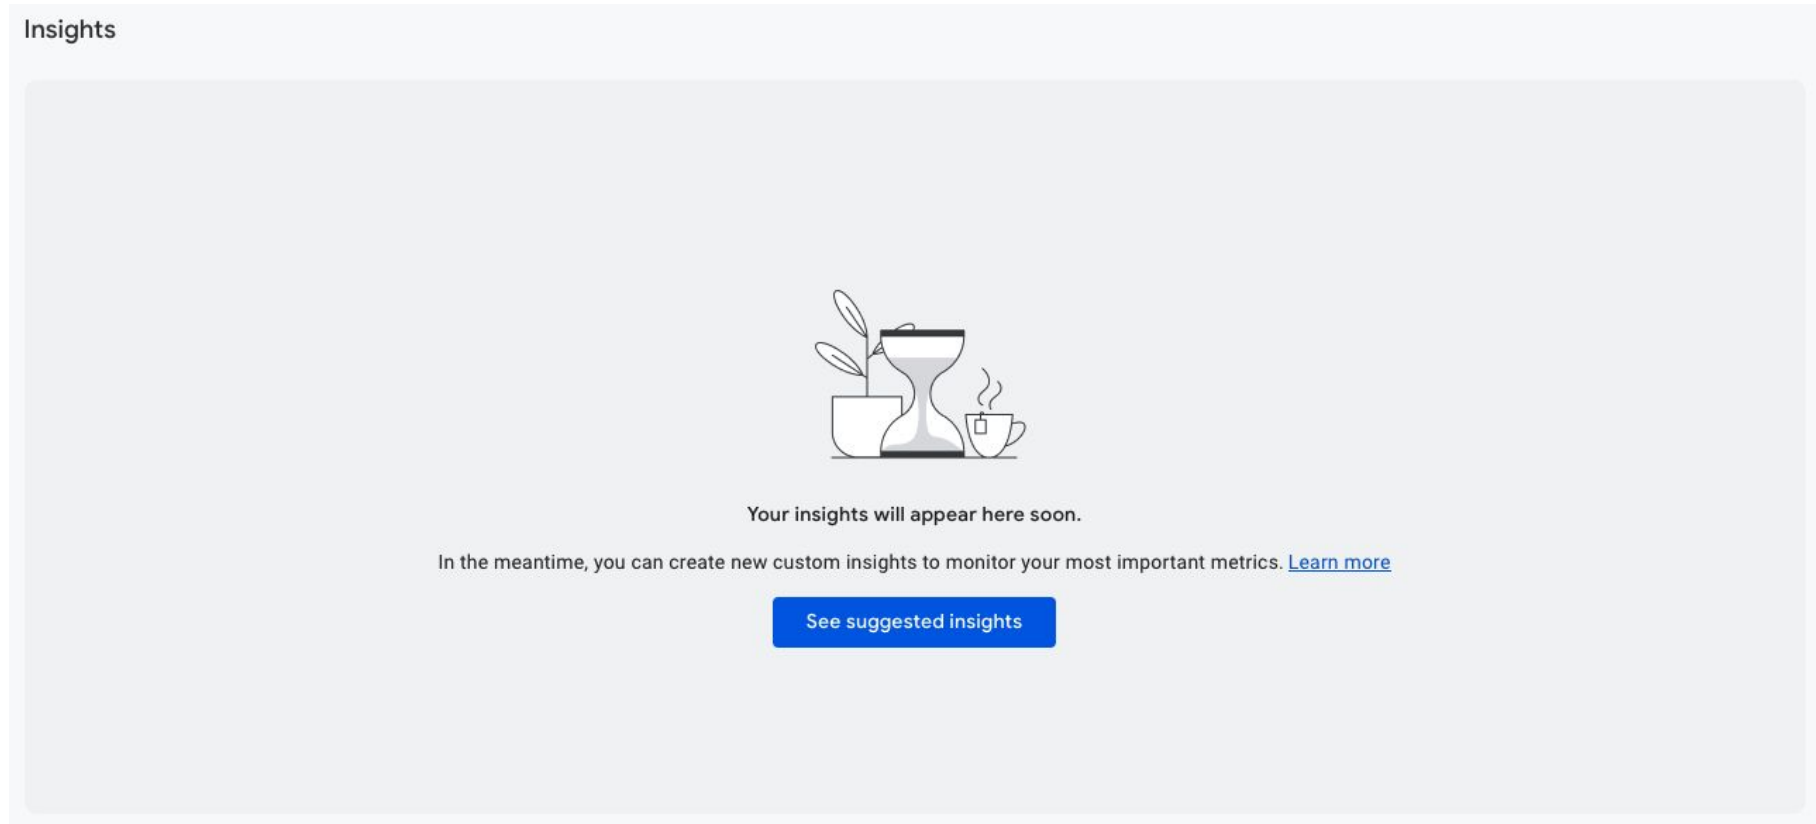 Insights
Your insights will appear here soon.
In the meantime, you can create new custom insights to monitor your most important metrics. Learn more
See suggested insights